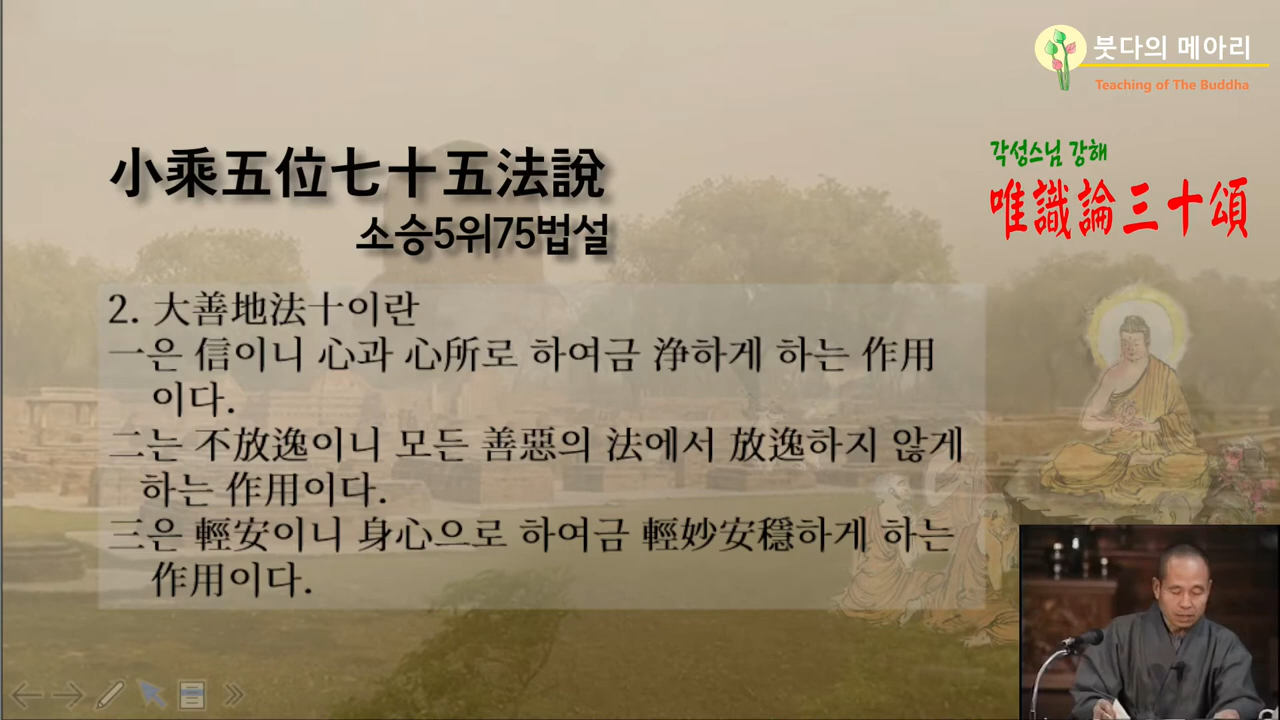 붓다의 메아리
Teaching of The Buddha
각성스님 강해
唯識論三十頌
小乘五位七十五法說
소승5위75법설
2. 大善地法十이란
一은 信이니 心과 心所로 하여금 浄하게 하는 作用
이다.
二는 不放逸이니 모든 善惡의 法에서 放逸하지 않게
하는 作用이다.
三은 輕安이니 身心으로 하여금 輕妙安穩하게 하는
作用이다.